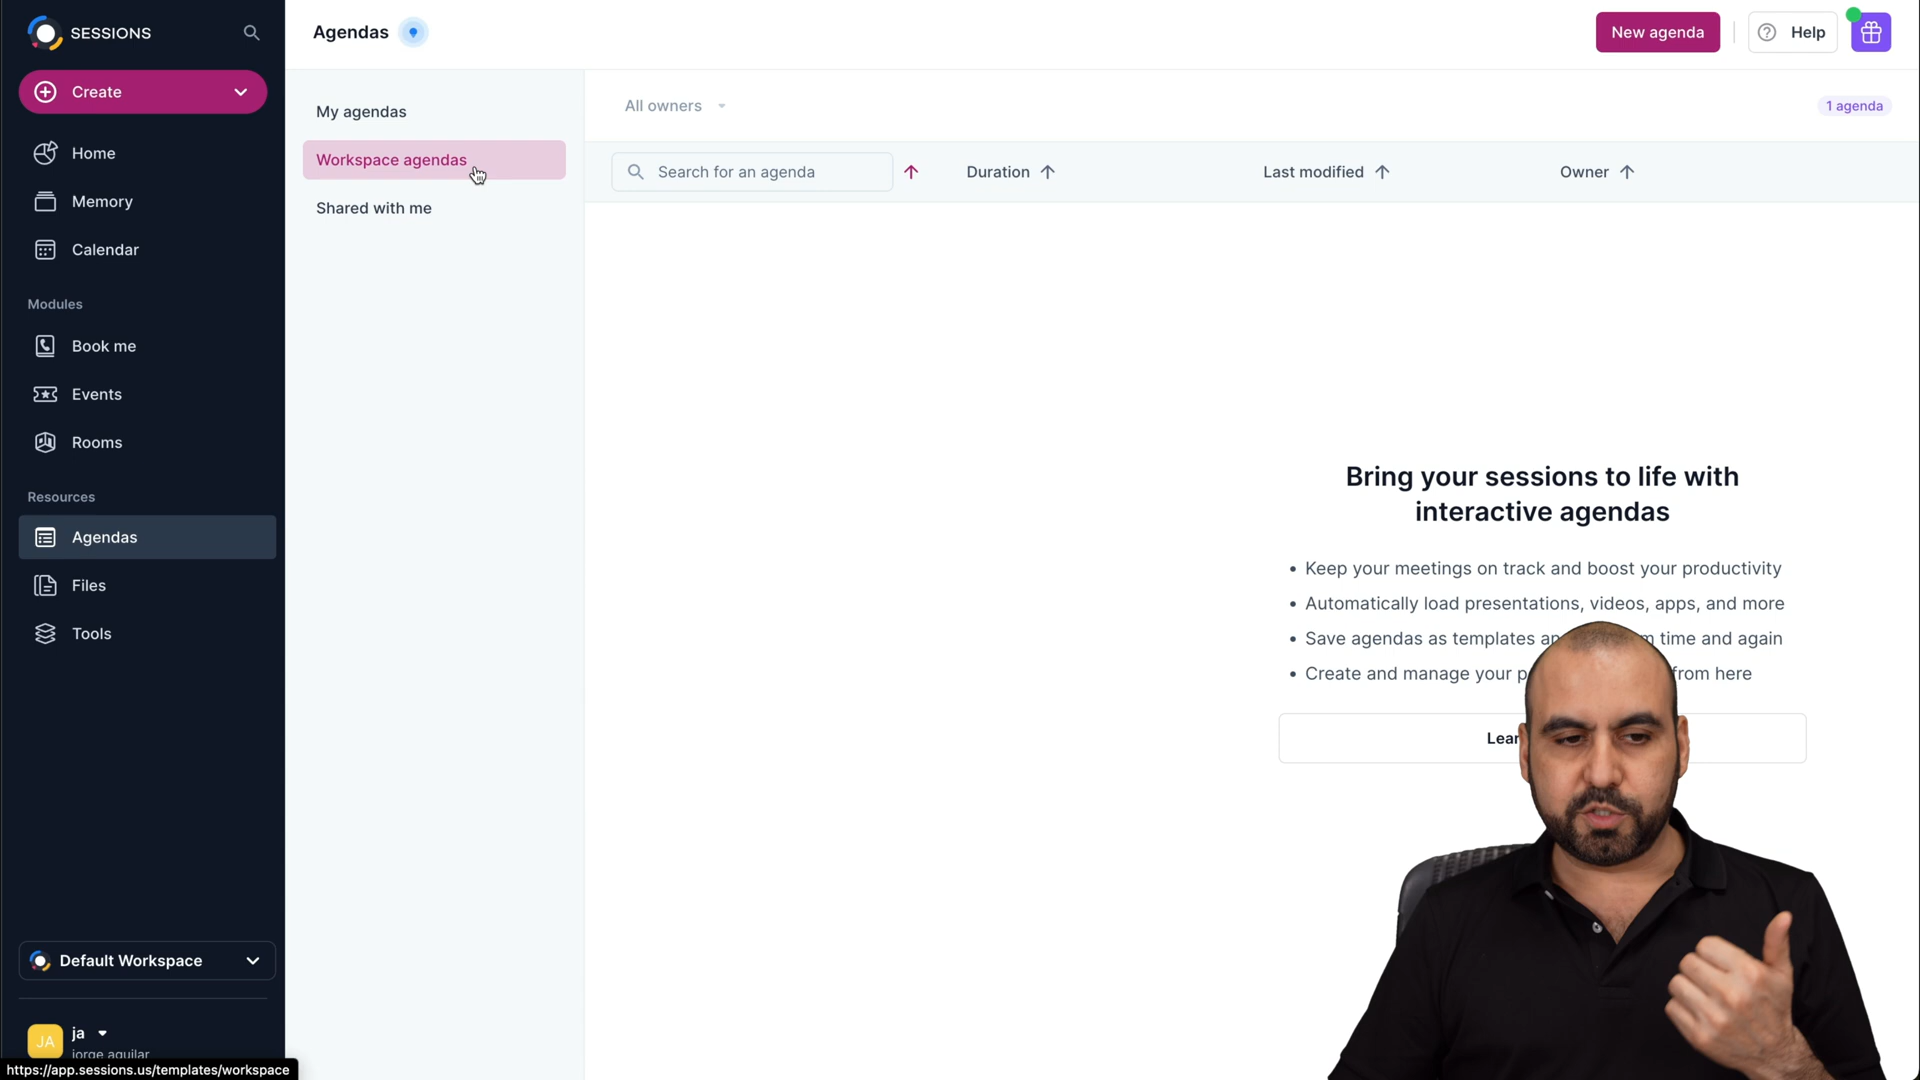 SESSIONS
Create
Home
Memory
Calendar
Modules
Book me
Events
Rooms
Resources
Agendas
Files
Tools
Default Workspace
JA
ja
jorge aguilar
https://app.sessions.us/templates/workspace
Agendas
New agenda
Help
My agendas
Workspace agendas
Shared with me
All owners
1 agenda
Search for an agenda
Duration
Last modified
Owner
Bring your sessions to life with
interactive agendas
• Keep your meetings on track and boost your productivity
• Automatically load presentations, videos, apps, and more
• Save agendas as templates time and again
• Create and manage your from here